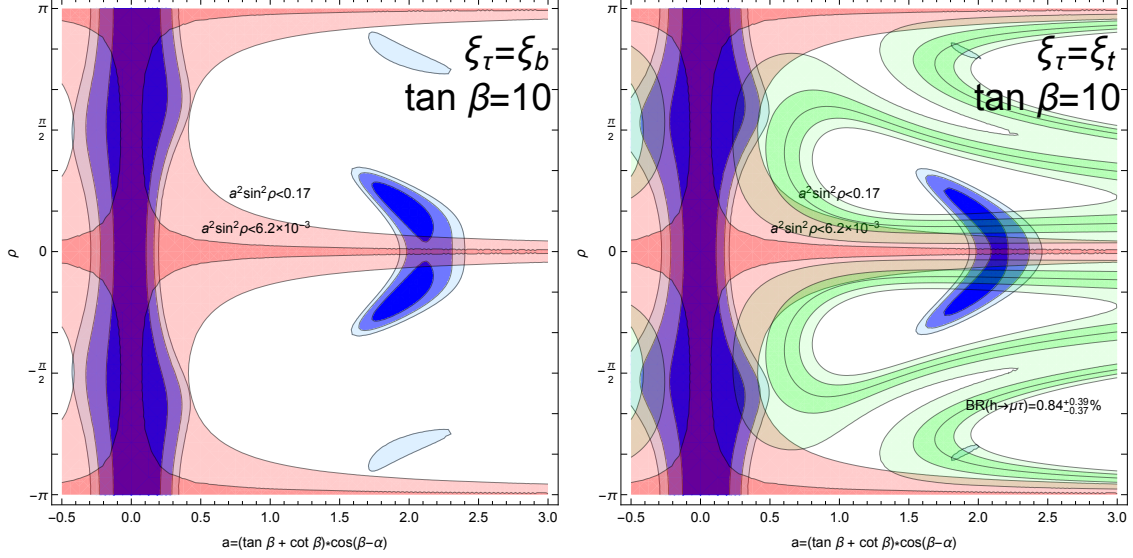 π
π/2
0
−π/2
−π
ρ
ξτ=ξb
tan β=10
a²sin²ρ<0.17
a²sin²ρ<6.2×10⁻³
−0.5 0.0 0.5 1.0 1.5 2.0 2.5 3.0
a=(tan β + cot β)*cos(β−α)
π
π/2
0
−π/2
−π
ρ
ξτ=ξt
tan β=10
a²sin²ρ<0.17
a²sin²ρ<6.2×10⁻³
BR(h→μτ)=0.84+0.39−0.37%
−0.5 0.0 0.5 1.0 1.5 2.0 2.5 3.0
a=(tan β + cot β)*cos(β−α)